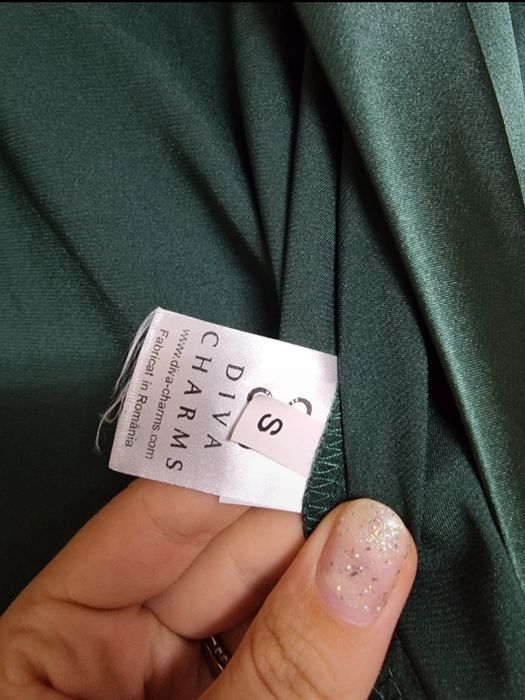 S
DIVA
CHARMS
www.diva-charms.com
Fabricat in România